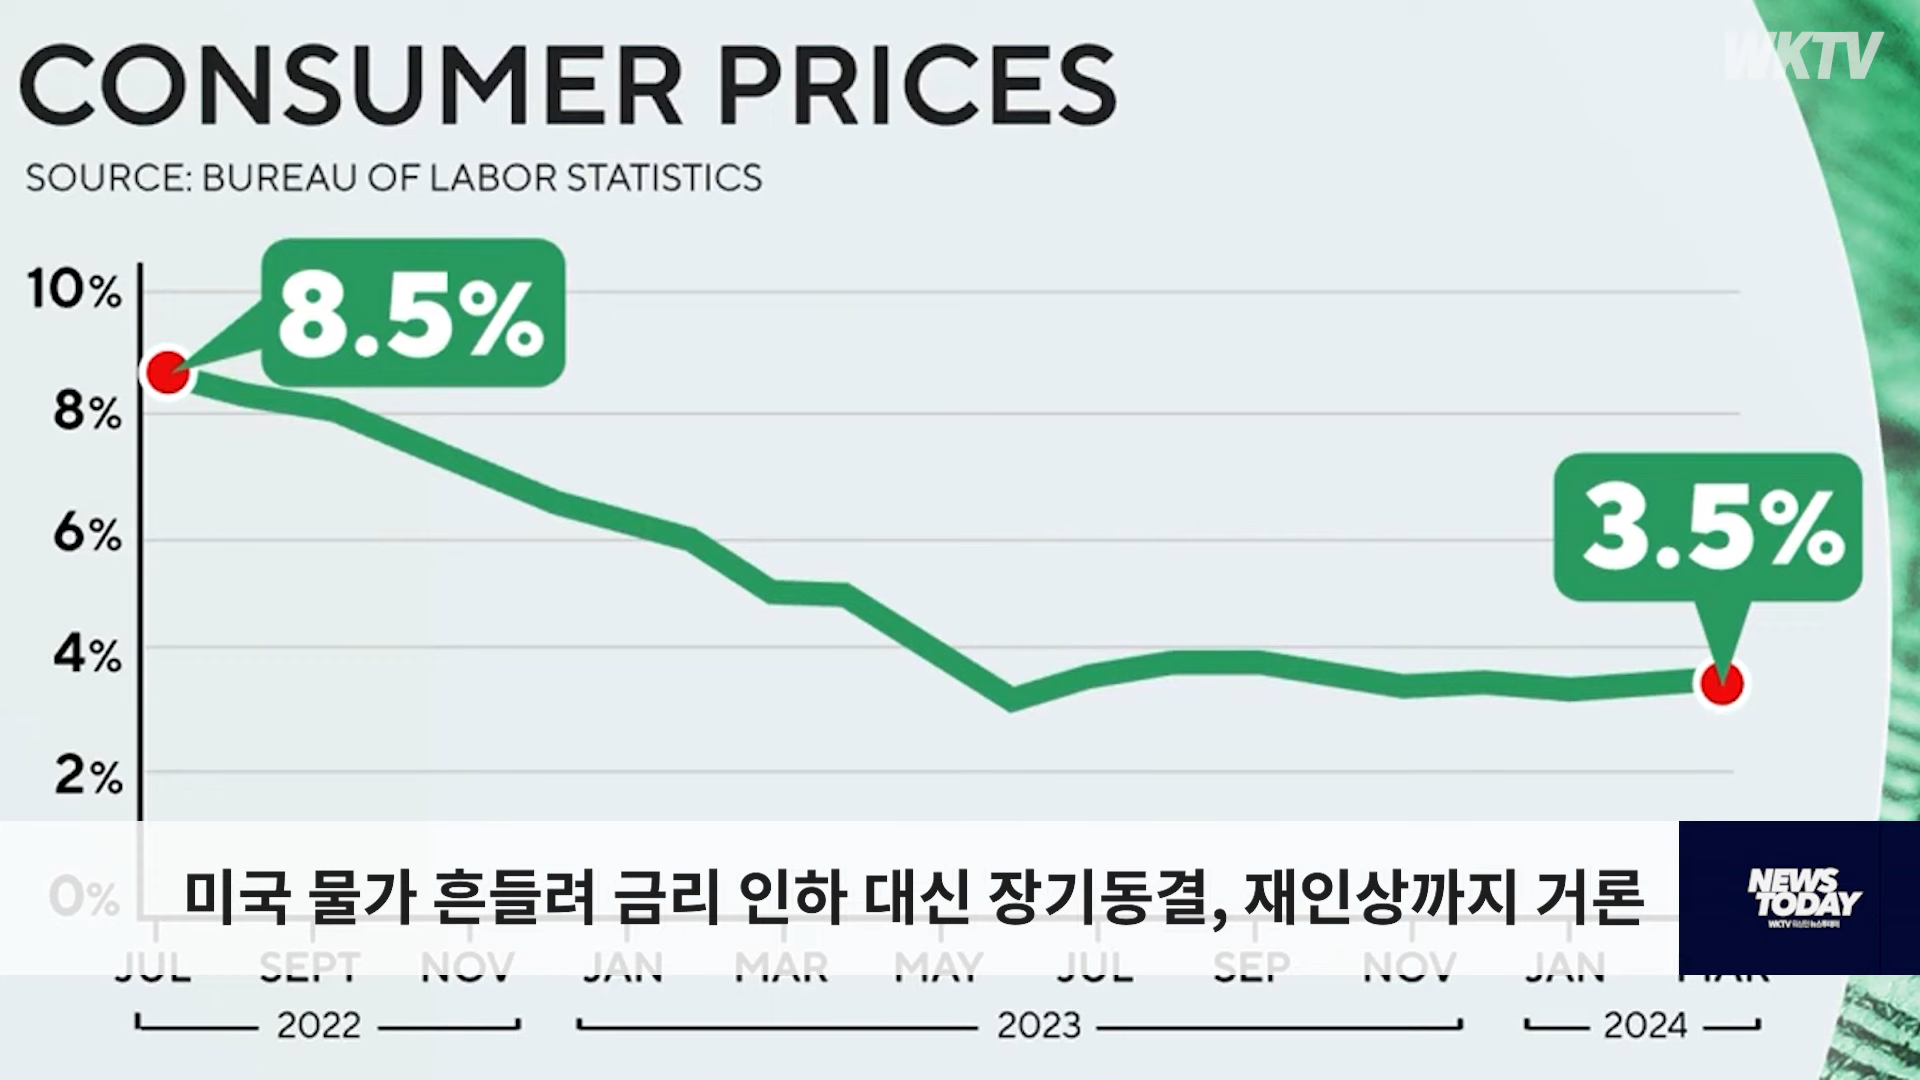 WKTV
CONSUMER PRICES
SOURCE: BUREAU OF LABOR STATISTICS
10%
8.5%
8%
6%
3.5%
4%
2%
0%
미국 물가 흔들려 금리 인하 대신 장기동결, 재인상까지 거론
NEWS
TODAY
JUL SEPT NOV JAN MAR MAY JUL SEP NOV JAN MAR
2022 2023 2024